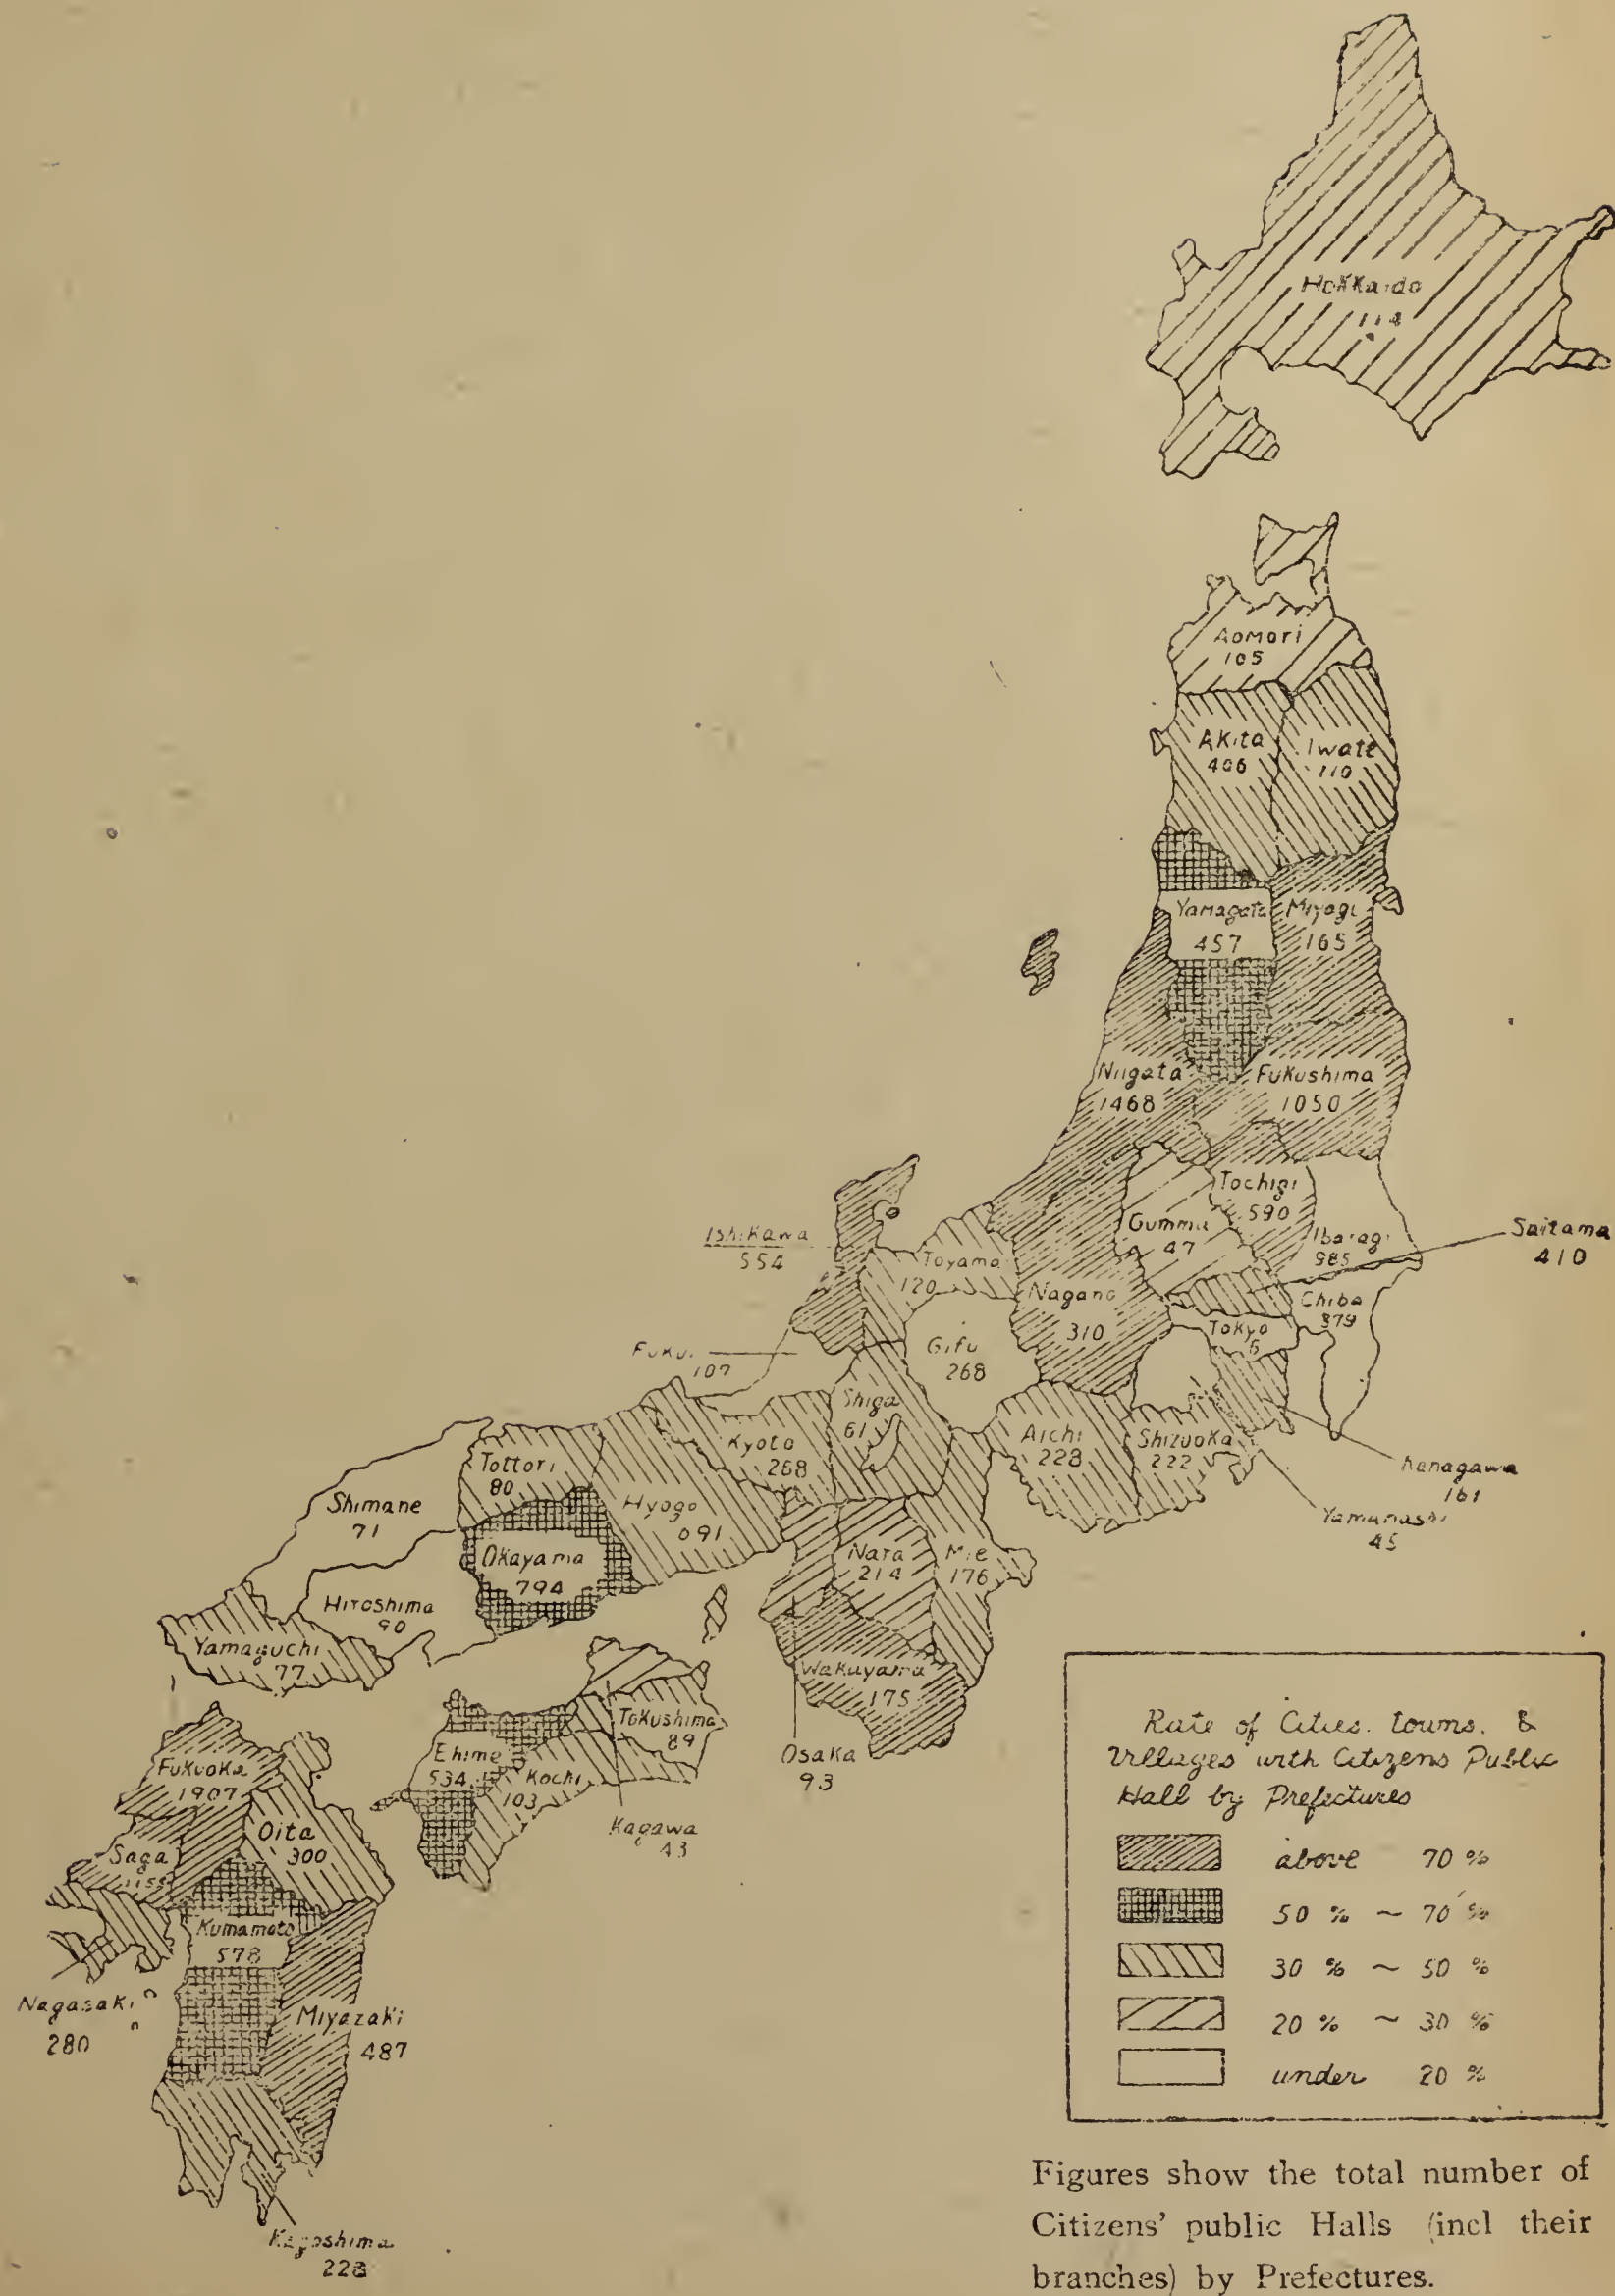 Hokkaido
114
Aomori
105
Akita
406
Iwate
110
Yamagata
457
Miyagi
165
Niigata
1468
Fukushima
1050
Tochigi
590
Gumma
47
Ibaragi
985
Saitama
410
Ishikawa
554
Toyama
120
Nagano
310
Chiba
379
Tokyo
6
Fukui
107
Gifu
268
Shiga
61
Kyoto
268
Aichi
228
Shizuoka
222
Kanagawa
161
Yamanashi
45
Tottori
80
Hyogo
691
Shimane
71
Okayama
794
Nara
214
Mie
176
Hiroshima
90
Yamaguchi
77
Wakayama
175
Tokushima
89
Osaka
93
Ehime
534
Kochi
103
Kagawa
43
Fukuoka
1907
Oita
300
Saga
Kumamoto
578
Nagasaki
280
Miyazaki
487
Kagoshima
228
Rate of Cities. towns. &
Villages with Citizens Public
Hall by Prefectures
above 70 %
50 % ~ 70 %
30 % ~ 50 %
20 % ~ 30 %
under 20 %
Figures show the total number of
Citizens' public Halls (incl their
branches) by Prefectures.